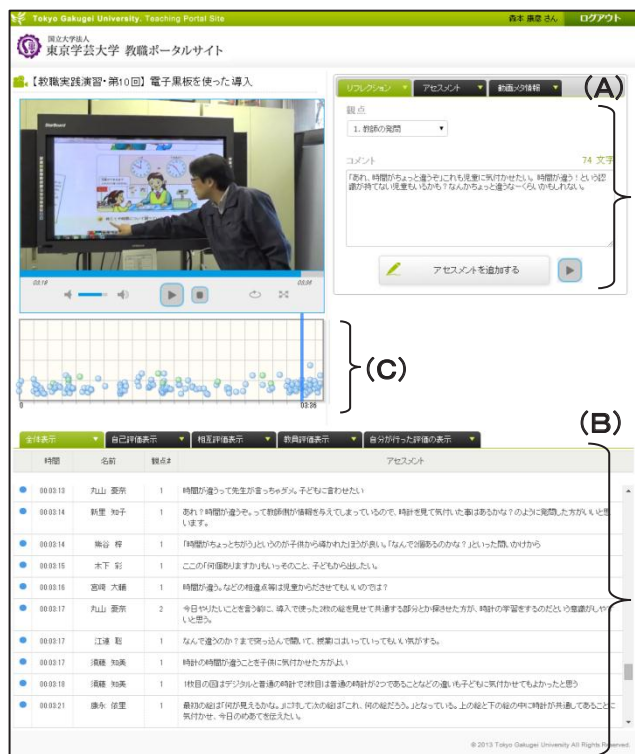 Tokyo Gakugei University. Teaching Portal Site
森本 康彦 さん ログアウト
国立大学法人
東京学芸大学 教職ポータルサイト
【教職実践演習・第10回】 電子黒板を使った導入
リフレクション アセスメント 動画メタ情報
(A)
観点
1. 教師の発問
コメント 74 文字
「あれ、時間がちょっと違うぞ」これも児童に気付かせたい。時間が違う！という認
識が持てない児童もいるかも？なんかちょっと違うなーくらいかもしれない。
アセスメントを追加する
StarBoard
03:18 03:36
(C)
0 03:36
(B)
全体表示 自己評価表示 相互評価表示 教員評価表示 自分が行った評価の表示
時間 名前 観点# アセスメント
00:03:13 丸山 憂奈 1 時間が違うって先生が言っちゃダメ。子どもに言わせたい
00:03:14 新里 知子 1 あれ？時間が違うぞ。って教師側が情報を与えてしまっているので、時計を見て気付いた事はあるかな？のように発問した方がいいと思
います。
00:03:14 熊谷 梓 1 「時間がちょっとちがう」というのが子供から導かれたほうが良い。「なんで2個あるのかな？」といった問いかけから
00:03:15 木下 彩 1 ここの「何個ありますか」もいっそのこと、子どもから出したい。
00:03:16 宮崎 大輔 1 時間が違う。などの相違点等は児童からださせてもいいのでは？
00:03:17 丸山 憂奈 2 今日やりたいことを言う前に、導入で使った2枚の絵を見せて共通する部分とか探させた方が、時計の学習をするのだという意識がしやす
いと思う。
00:03:17 江連 聡 1 なんで違うのか？まで突っ込んで聞いて、授業にはいっていってもいい気がする。
00:03:17 須藤 知美 1 時計の時間が違うことを子供に気付かせた方がよい
00:03:18 須藤 知美 1 1枚目の図はデジタルと普通の時計で2枚目は普通の時計が2つであることなどの違いも子どもに気付かせてもよかったと思う
00:03:21 康永 依里 1 最初の絵は「何が見えるかな。」に対して次の絵は「これ、何の絵だろう。」となっている。上の絵と下の絵の中に時計が共通してあることに
気付かせ、今日のめあてを伝えたい。
© 2013 Tokyo Gakugei University All Rights Reserved.